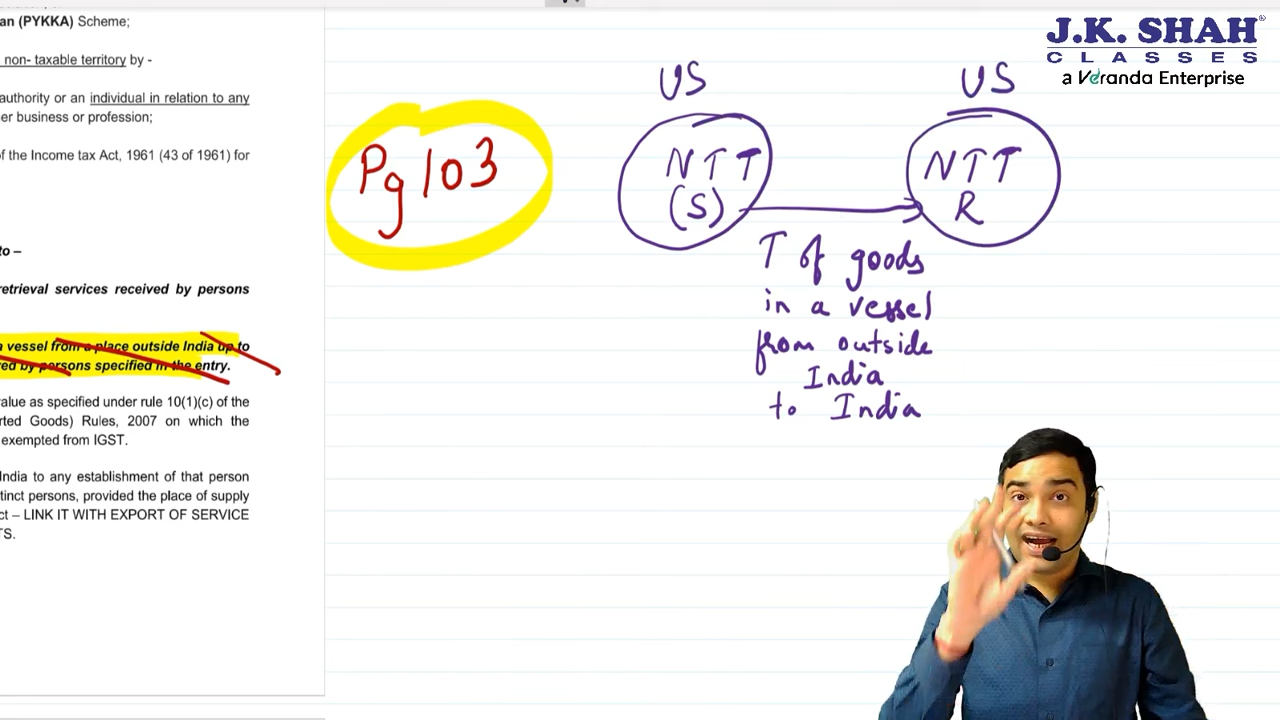 an (PYKKA) Scheme;
non- taxable territory by -
authority or an individual in relation to any
er business or profession;
of the Income tax Act, 1961 (43 of 1961) for
to –
retrieval services received by persons
a vessel from a place outside India up to
ed by persons specified in the entry.
alue as specified under rule 10(1)(c) of the
rted Goods) Rules, 2007 on which the
exempted from IGST.
ndia to any establishment of that person
tinct persons, provided the place of supply
ct – LINK IT WITH EXPORT OF SERVICE
TS.
Pg 103
US
NTT
(S)
US
NTT
R
T of goods
in a vessel
from outside
India
to India
J.K. SHAH
CLASSES
a Veranda Enterprise